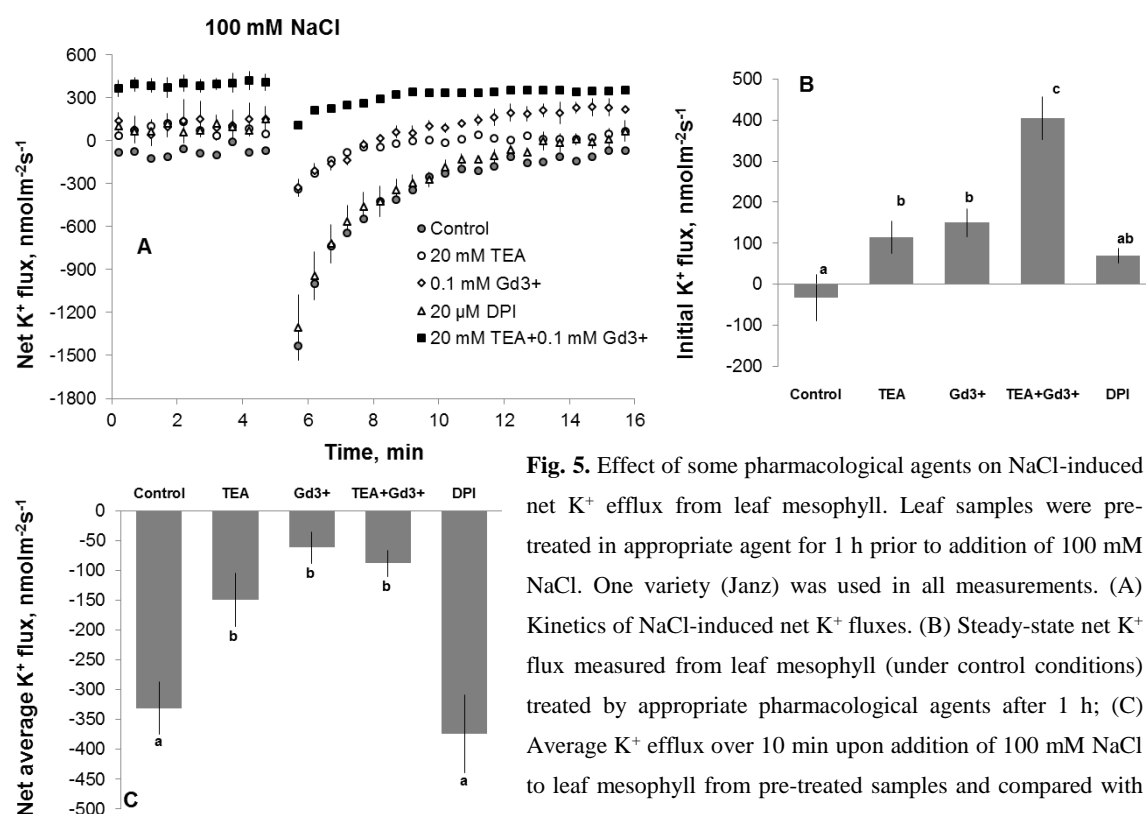 100 mM NaCl
600
300
0
-300
-600
-900
-1200
-1500
-1800
Net K+ flux, nmolm-2s-1
A
Control
20 mM TEA
0.1 mM Gd3+
20 µM DPI
20 mM TEA+0.1 mM Gd3+
0 2 4 6 8 10 12 14 16
Time, min
B
500
400
300
200
100
0
-100
-200
Initial K+ flux, nmolm-2s-1
a
b
b
c
ab
Control TEA Gd3+ TEA+Gd3+ DPI
Control TEA Gd3+ TEA+Gd3+ DPI
0
-50
-100
-150
-200
-250
-300
-350
-400
-450
-500
Net average K+ flux, nmolm-2s-1
a
b
b
b
a
C
Fig. 5. Effect of some pharmacological agents on NaCl-induced
net K+ efflux from leaf mesophyll. Leaf samples were pre-
treated in appropriate agent for 1 h prior to addition of 100 mM
NaCl. One variety (Janz) was used in all measurements. (A)
Kinetics of NaCl-induced net K+ fluxes. (B) Steady-state net K+
flux measured from leaf mesophyll (under control conditions)
treated by appropriate pharmacological agents after 1 h; (C)
Average K+ efflux over 10 min upon addition of 100 mM NaCl
to leaf mesophyll from pre-treated samples and compared with